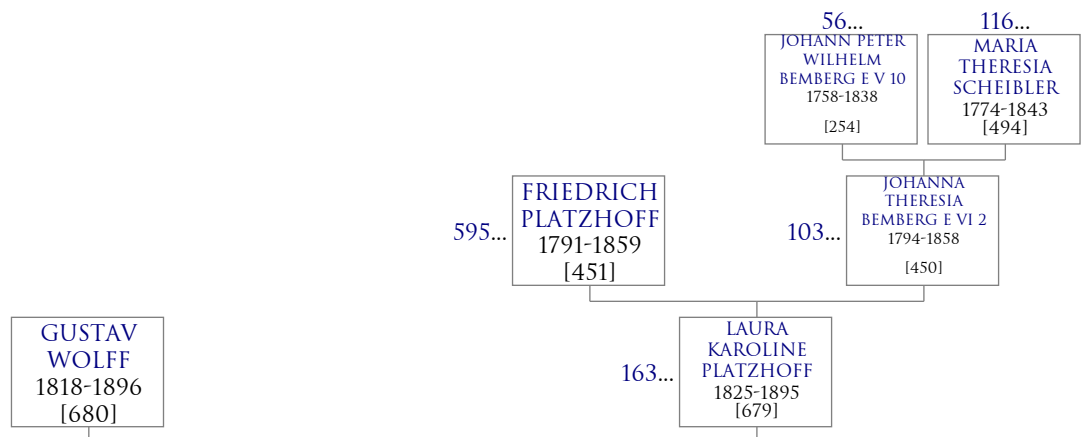 56...
116...
JOHANN PETER
WILHELM
BEMBERG E V 10
1758-1838
[254]
MARIA
THERESIA
SCHEIBLER
1774-1843
[494]
595...
FRIEDRICH
PLATZHOFF
1791-1859
[451]
103...
JOHANNA
THERESIA
BEMBERG E VI 2
1794-1858
[450]
GUSTAV
WOLFF
1818-1896
[680]
163...
LAURA
KAROLINE
PLATZHOFF
1825-1895
[679]